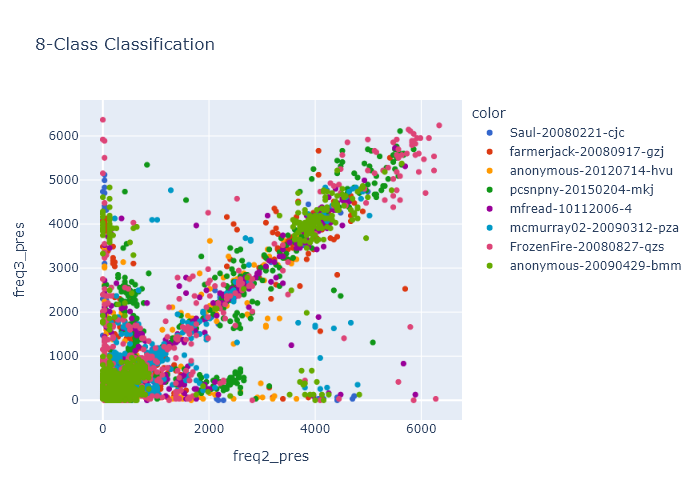 8-Class Classification
color
Saul-20080221-cjc
farmerjack-20080917-gzj
anonymous-20120714-hvu
pcsnpny-20150204-mkj
mfread-10112006-4
mcmurray02-20090312-pza
FrozenFire-20080827-qzs
anonymous-20090429-bmm
freq3_pres
6000
5000
4000
3000
2000
1000
0
0
2000
4000
6000
freq2_pres